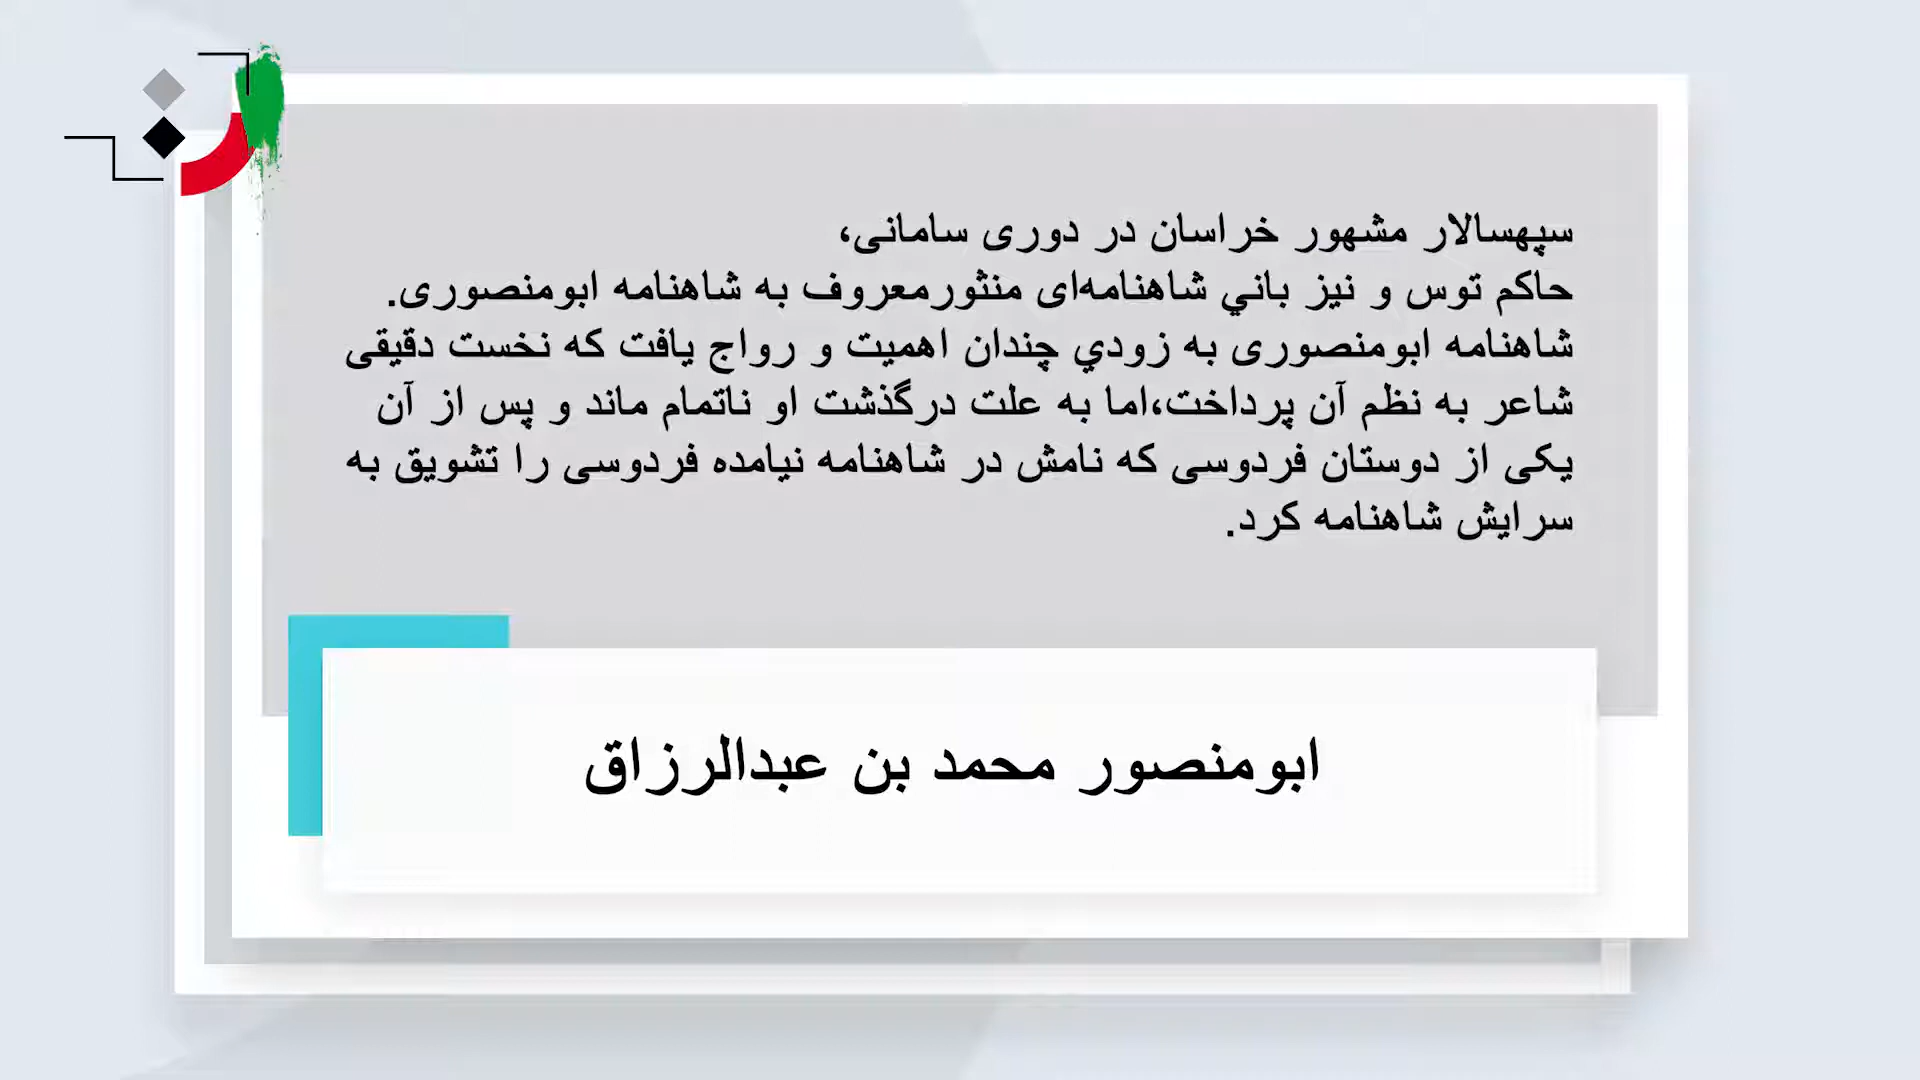 سپهسالار مشهور خراسان در دوری سامانی،
حاکم توس و نیز باني شاهنامه‌ای منثورمعروف به شاهنامه ابومنصوری.
شاهنامه ابومنصوری به زودي چندان اهمیت و رواج یافت که نخست دقیقی
شاعر به نظم آن پرداخت،اما به علت درگذشت او ناتمام ماند و پس از آن
یکی از دوستان فردوسی که نامش در شاهنامه نیامده فردوسی را تشویق به
سرایش شاهنامه کرد.
ابومنصور محمد بن عبدالرزاق